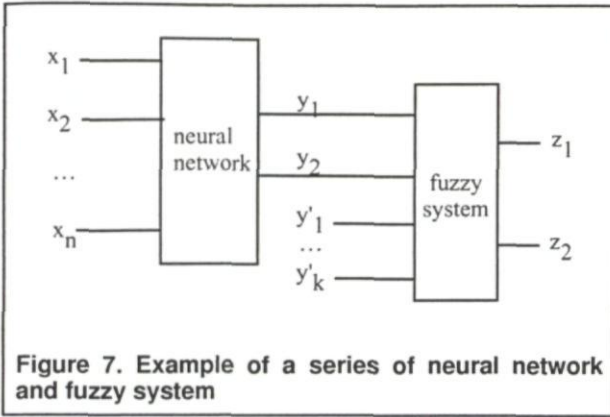 x1
x2
...
xn
neural
network
y1
y2
y'1
...
y'k
fuzzy
system
z1
z2
Figure 7. Example of a series of neural network
and fuzzy system